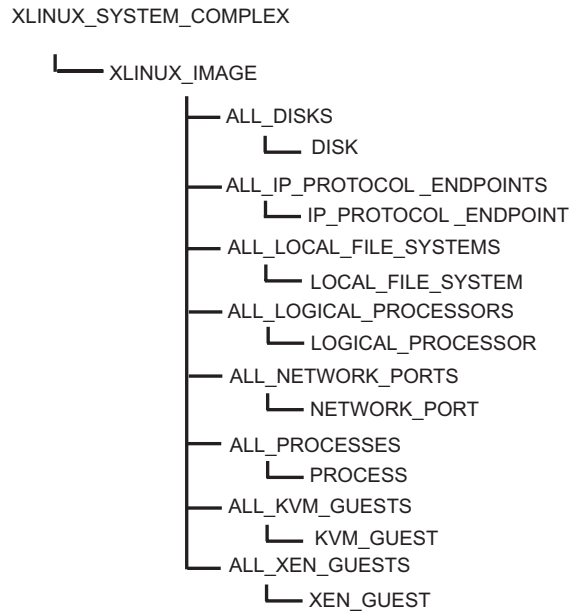 XLINUX_SYSTEM_COMPLEX
XLINUX_IMAGE
ALL_DISKS
DISK
ALL_IP_PROTOCOL _ENDPOINTS
IP_PROTOCOL _ENDPOINT
ALL_LOCAL_FILE_SYSTEMS
LOCAL_FILE_SYSTEM
ALL_LOGICAL_PROCESSORS
LOGICAL_PROCESSOR
ALL_NETWORK_PORTS
NETWORK_PORT
ALL_PROCESSES
PROCESS
ALL_KVM_GUESTS
KVM_GUEST
ALL_XEN_GUESTS
XEN_GUEST